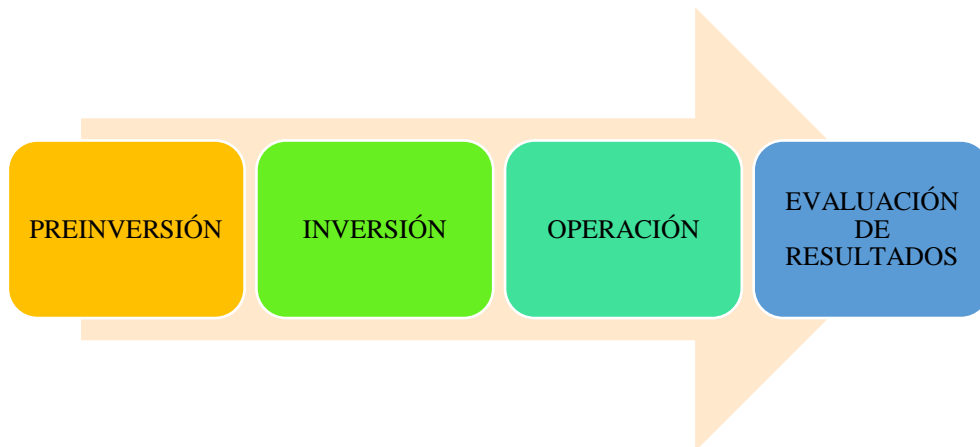 PREINVERSIÓN
INVERSIÓN
OPERACIÓN
EVALUACIÓN
DE
RESULTADOS